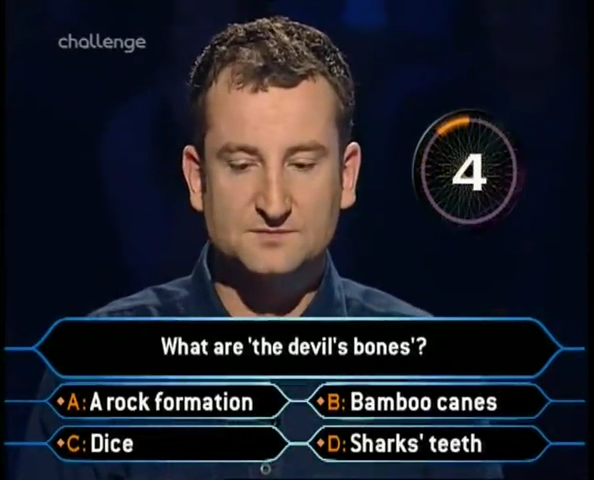 challenge
4
What are 'the devil's bones'?
A: A rock formation
B: Bamboo canes
C: Dice
D: Sharks' teeth